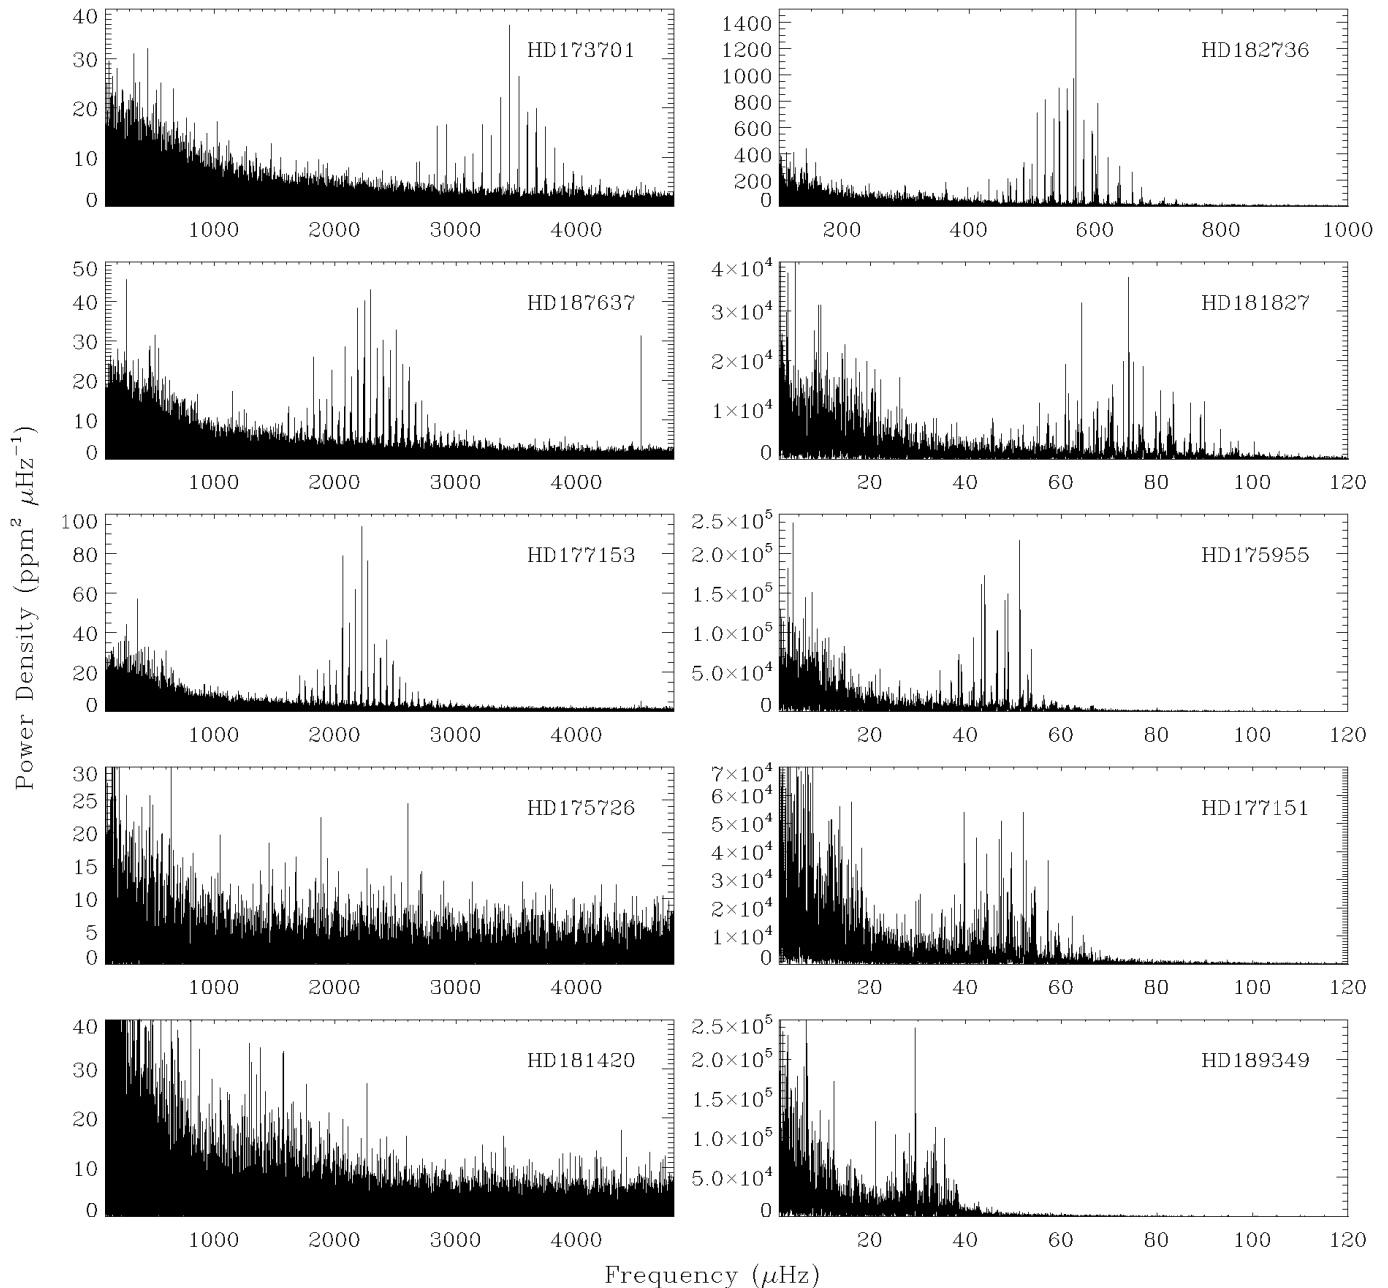 40
30
20
10
0
HD173701
1000 2000 3000 4000
1400
1200
1000
800
600
400
200
0
HD182736
200 400 600 800 1000
50
40
30
20
10
0
HD187637
1000 2000 3000 4000
4×10⁴
3×10⁴
2×10⁴
1×10⁴
0
HD181827
20 40 60 80 100 120
100
80
60
40
20
0
HD177153
1000 2000 3000 4000
2.5×10⁵
2.0×10⁵
1.5×10⁵
1.0×10⁵
5.0×10⁴
0
HD175955
20 40 60 80 100 120
30
25
20
15
10
5
0
HD175726
1000 2000 3000 4000
7×10⁴
6×10⁴
5×10⁴
4×10⁴
3×10⁴
2×10⁴
1×10⁴
0
HD177151
20 40 60 80 100 120
40
30
20
10
0
HD181420
1000 2000 3000 4000
2.5×10⁵
2.0×10⁵
1.5×10⁵
1.0×10⁵
5.0×10⁴
0
HD189349
20 40 60 80 100 120
Power Density (ppm² μHz⁻¹)
Frequency (μHz)